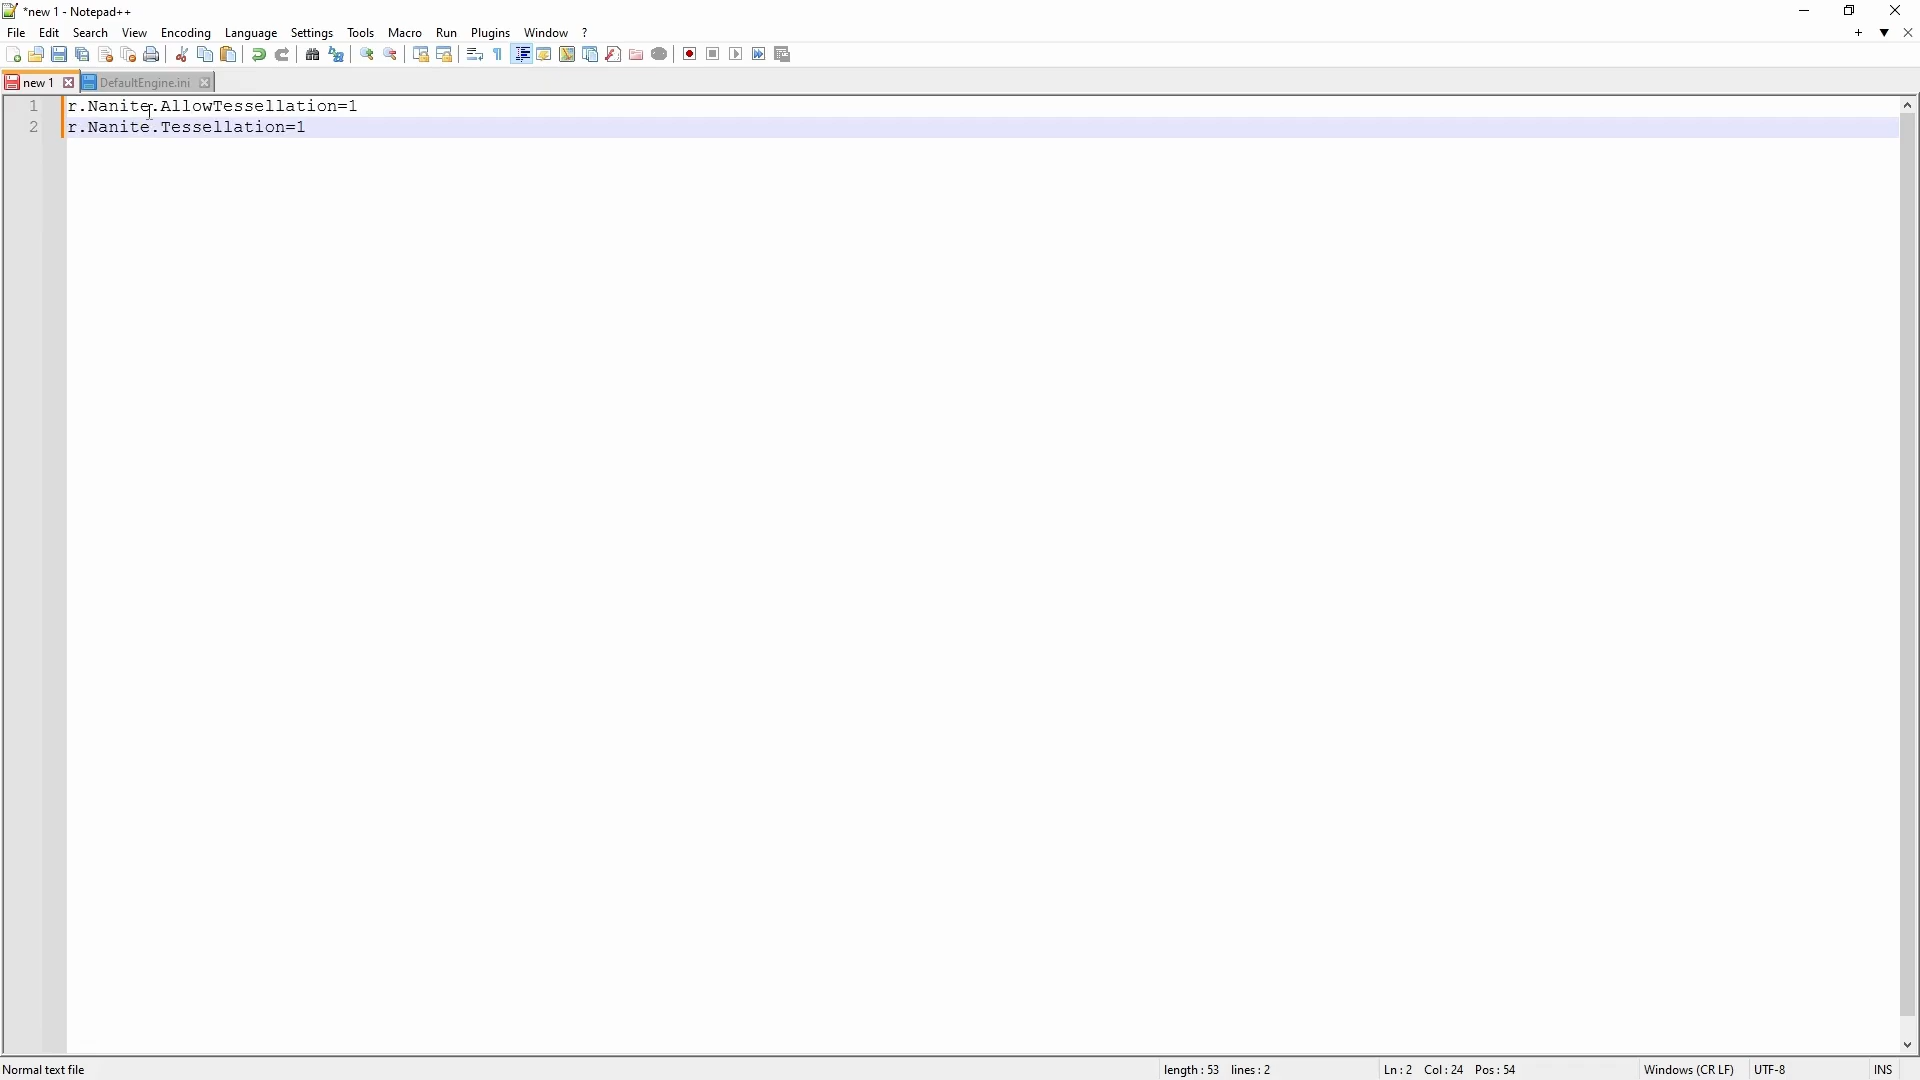 *new 1 - Notepad++
File Edit Search View Encoding Language Settings Tools Macro Run Plugins Window ?
new 1 DefaultEngine.ini
1 r.Nanite.AllowTessellation=1
2 r.Nanite.Tessellation=1
Normal text file length : 53 lines : 2 Ln : 2 Col : 24 Pos : 54 Windows (CR LF) UTF-8 INS